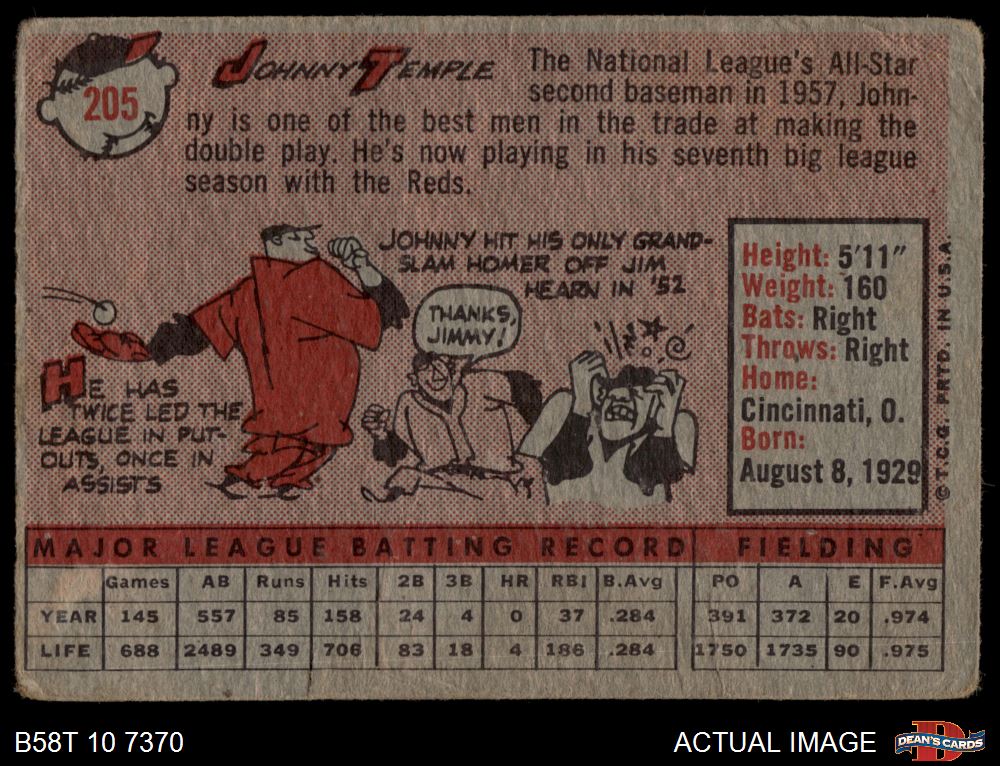 205
JOHNNY TEMPLE
The National League's All-Star
second baseman in 1957, John-
ny is one of the best men in the trade at making the
double play. He's now playing in his seventh big league
season with the Reds.
JOHNNY HIT HIS ONLY GRAND-
SLAM HOMER OFF JIM
HEARN IN '52
THANKS,
JIMMY!
HE HAS
TWICE LED THE
LEAGUE IN PUT-
OUTS, ONCE IN
ASSISTS
Height: 5'11"
Weight: 160
Bats: Right
Throws: Right
Home:
Cincinnati, O.
Born:
August 8, 1929
© T.C.G. PRTD. IN U.S.A.
MAJOR LEAGUE BATTING RECORD FIELDING
Games AB Runs Hits 2B 3B HR RBI B.Avg PO A E F.Avg
YEAR 145 557 85 158 24 4 0 37 .284 391 372 20 .974
LIFE 688 2489 349 706 83 18 4 186 .284 1750 1735 90 .975
B58T 10 7370
ACTUAL IMAGE
D
DEAN'S CARDS